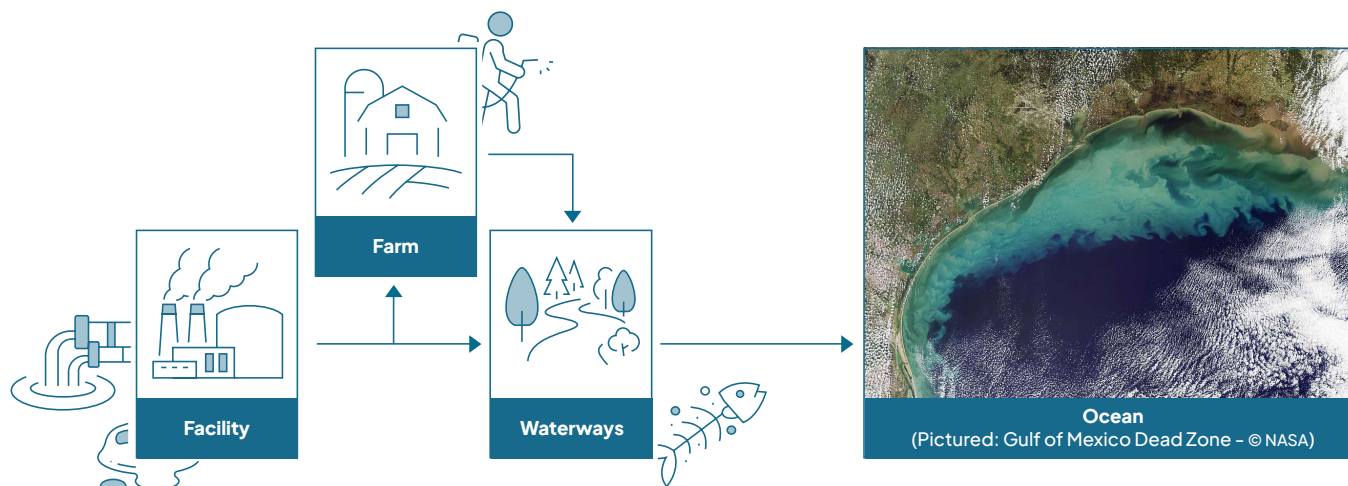 Farm
Facility
Waterways
Ocean
(Pictured: Gulf of Mexico Dead Zone - © NASA)